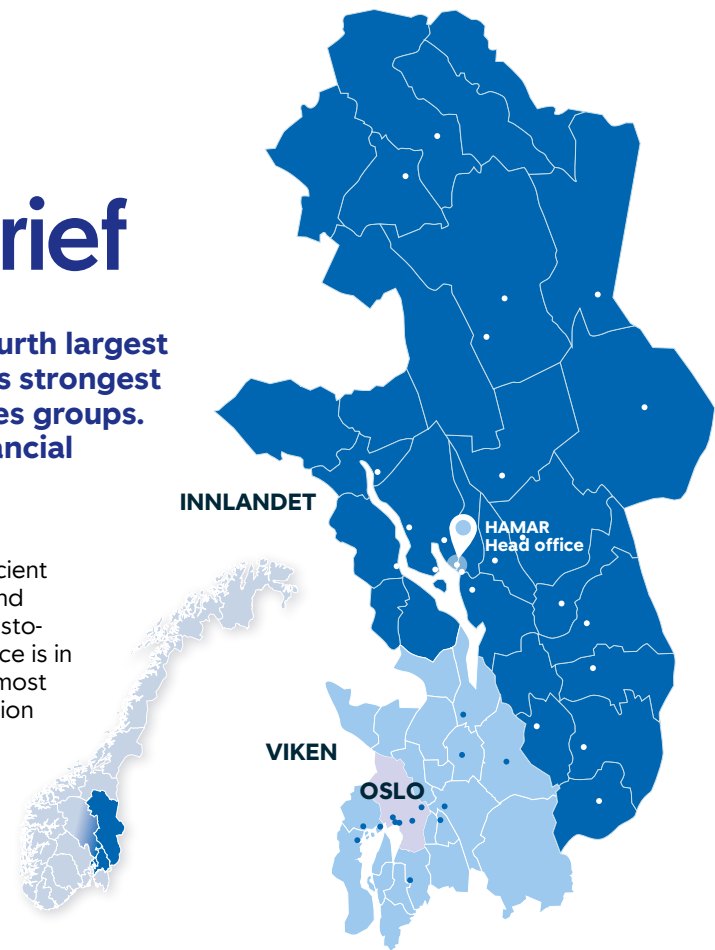 rief
urth largest
s strongest
es groups.
ancial
cient
nd
sto-
ce is in
most
ion
INNLANDET
HAMAR
Head office
VIKEN
OSLO